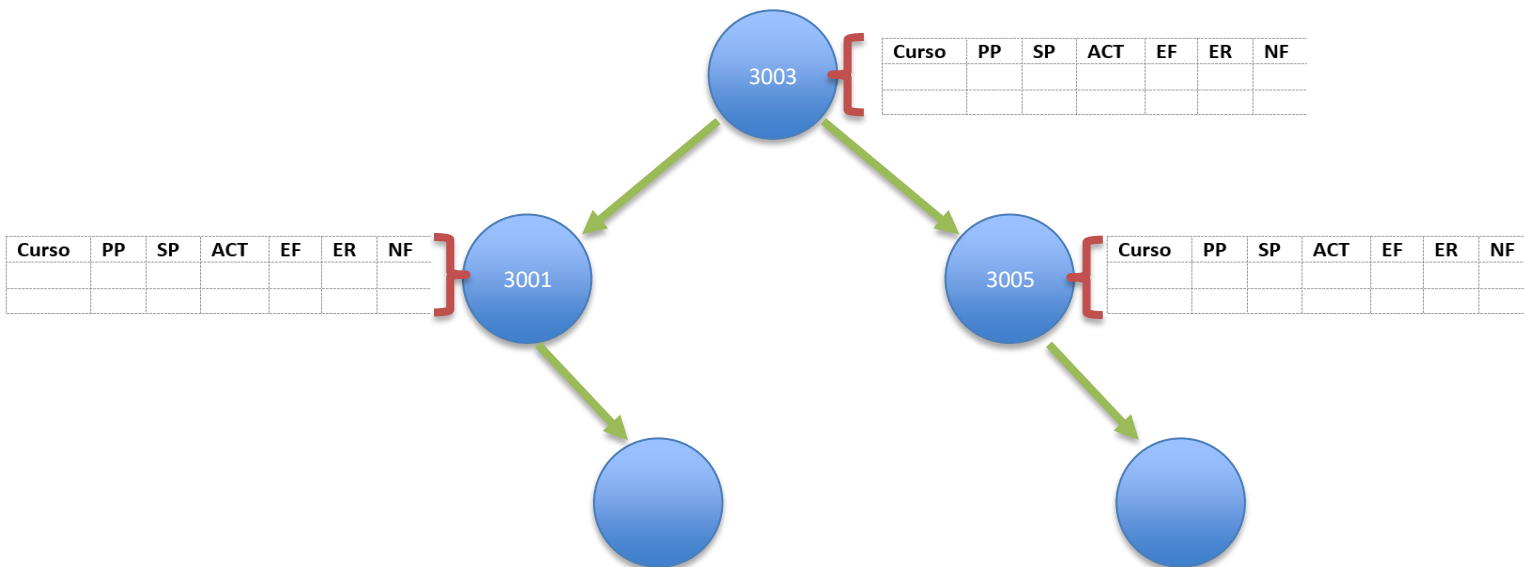 3003
Curso PP SP ACT EF ER NF
Curso PP SP ACT EF ER NF
3001
3005
Curso PP SP ACT EF ER NF